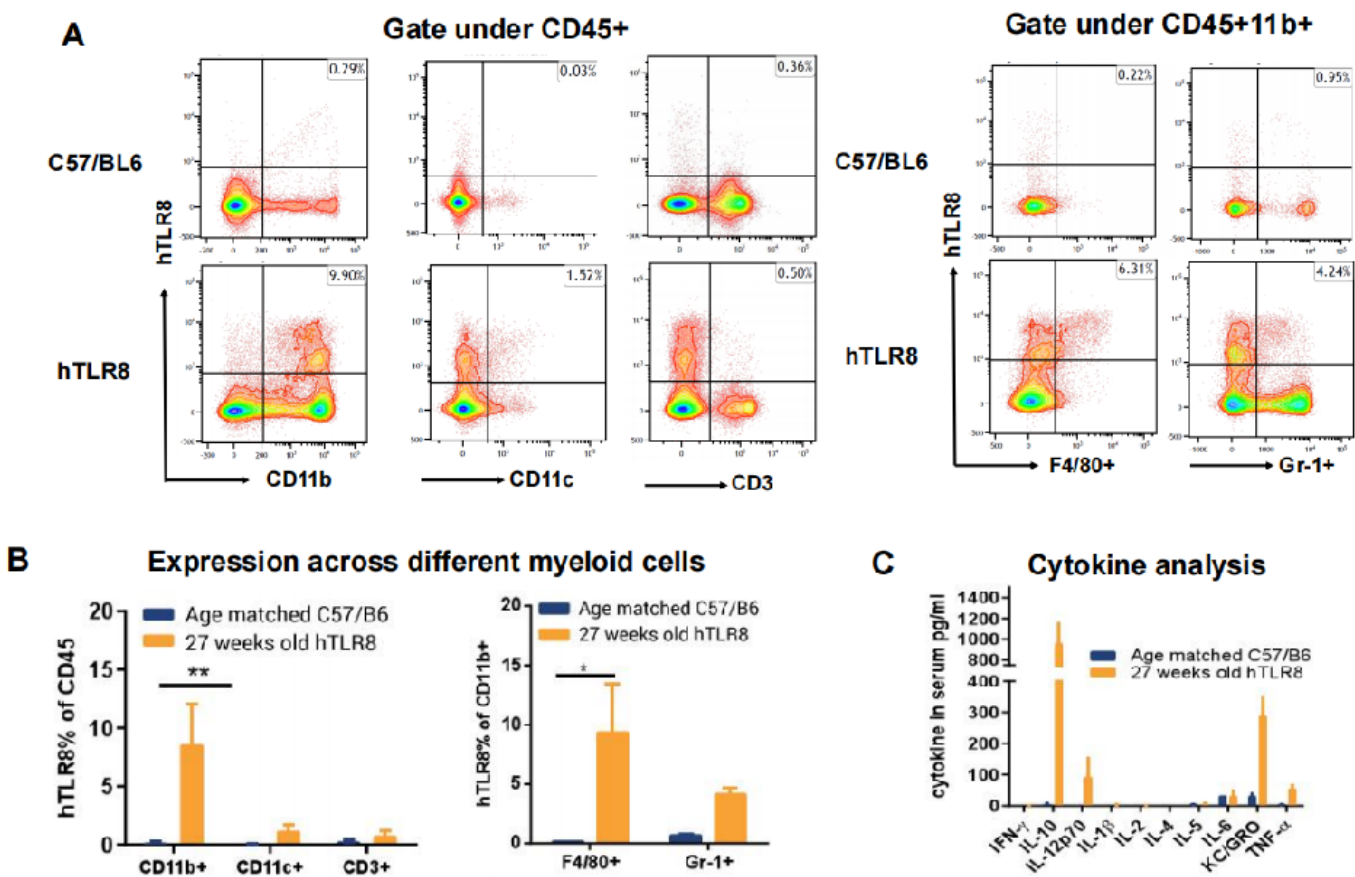 A
Gate under CD45+
Gate under CD45+11b+
C57/BL6
hTLR8
0.79%
0.03%
0.36%
C57/BL6
hTLR8
0.22%
0.95%
hTLR8
9.90%
1.52%
0.50%
hTLR8
6.31%
4.24%
CD11b
CD11c
CD3
F4/80+
Gr-1+
B
Expression across different myeloid cells
hTLR8% of CD45
20
15
10
5
0
Age matched C57/B6
27 weeks old hTLR8
**
CD11b+
CD11c+
CD3+
hTLR8% of CD11b+
20
15
10
5
0
Age matched C57/B6
27 weeks old hTLR8
*
F4/80+
Gr-1+
C
Cytokine analysis
cytokine in serum pg/ml
1400
1200
1000
800
400
300
200
100
0
Age matched C57/B6
27 weeks old hTLR8
IFN-γ
IL-10
IL-12p70
IL-1β
IL-2
IL-4
IL-5
IL-6
KC/GRO
TNF-α